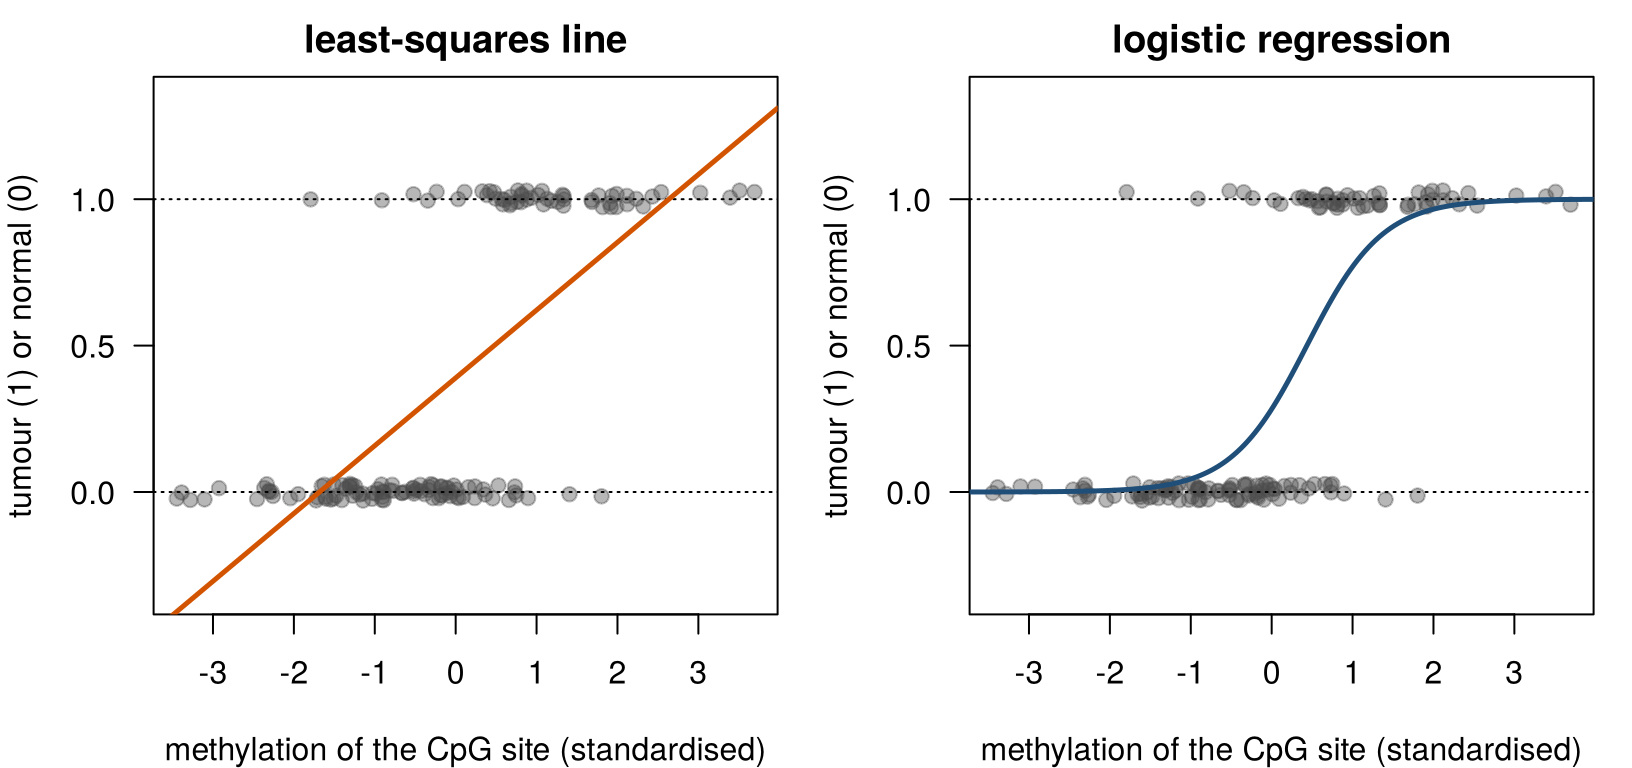 least-squares line
tumour (1) or normal (0)
1.0
0.5
0.0
-3 -2 -1 0 1 2 3
methylation of the CpG site (standardised)
logistic regression
tumour (1) or normal (0)
1.0
0.5
0.0
-3 -2 -1 0 1 2 3
methylation of the CpG site (standardised)